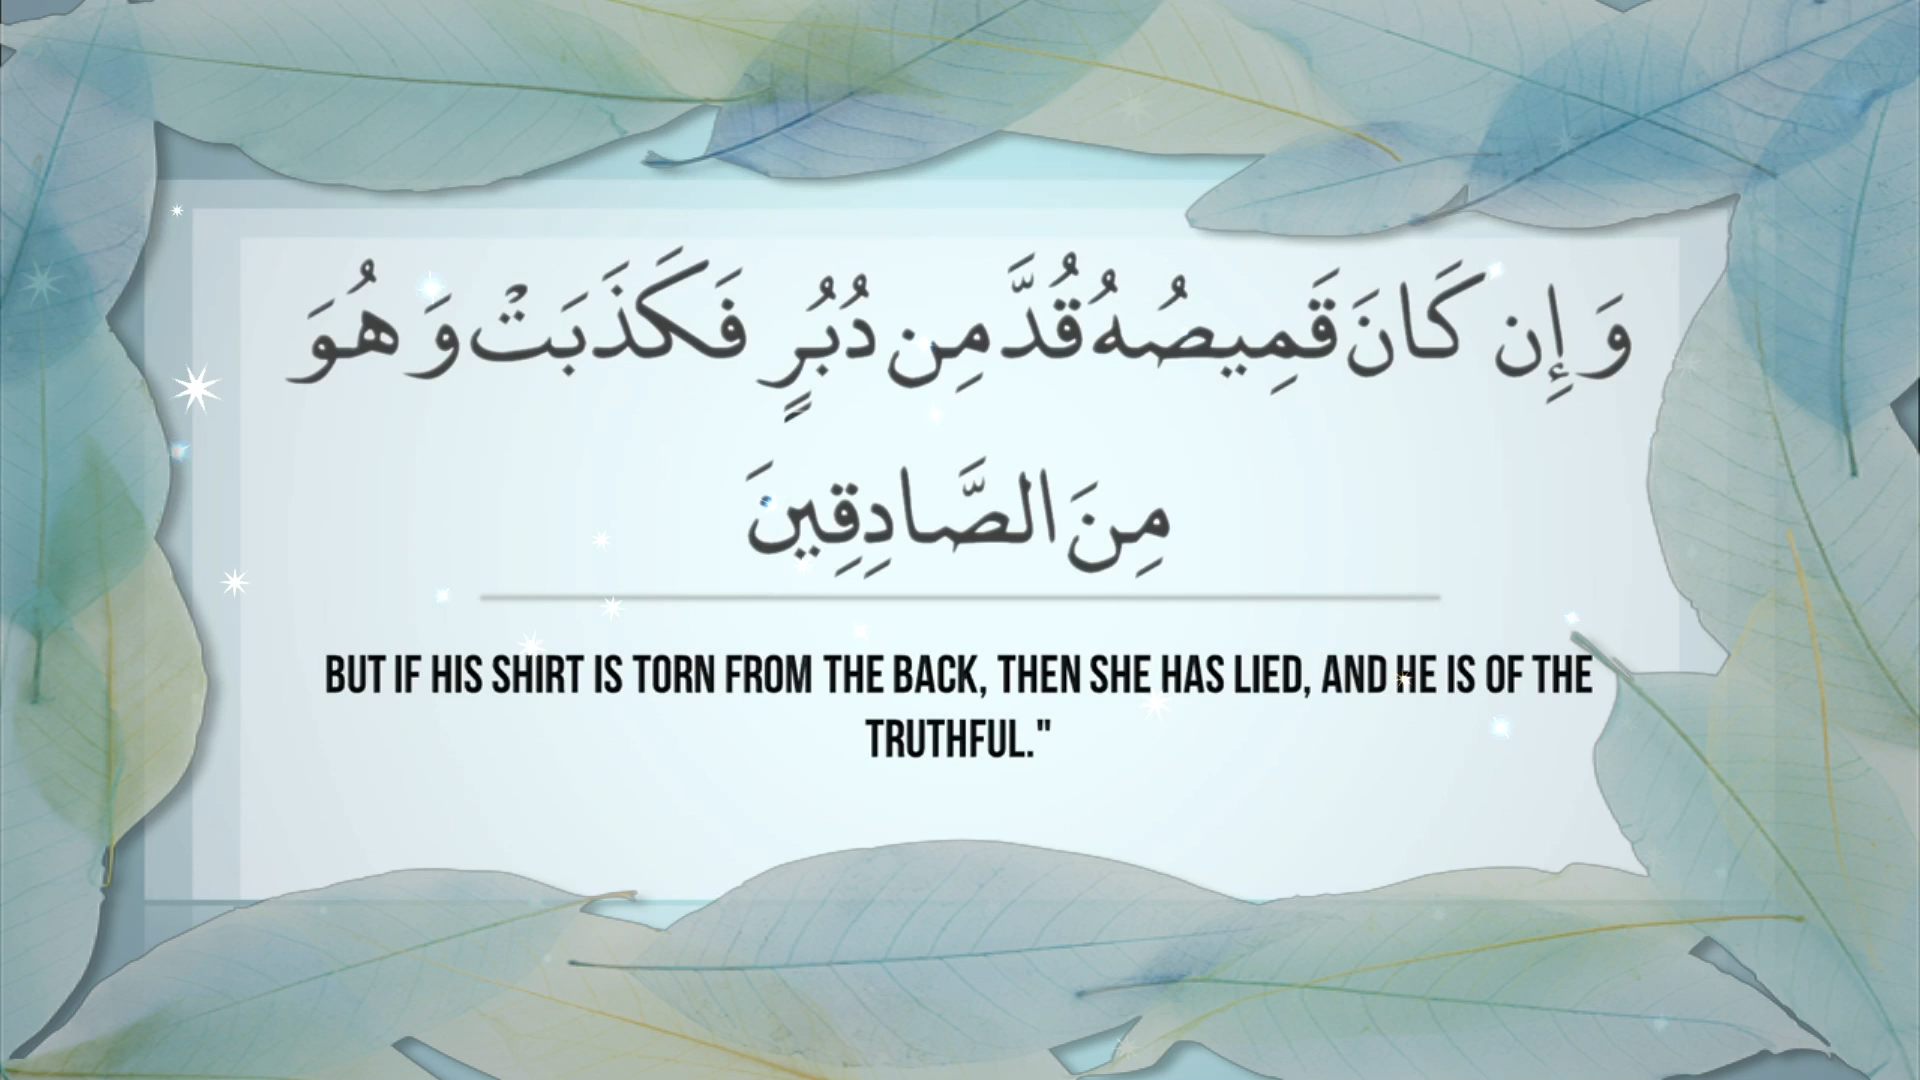 وَإِن كَانَ قَمِيصُهُ قُدَّ مِن دُبُرٍ فَكَذَبَتْ وَهُوَ
مِنَ الصَّادِقِينَ
BUT IF HIS SHIRT IS TORN FROM THE BACK, THEN SHE HAS LIED, AND HE IS OF THE
TRUTHFUL."